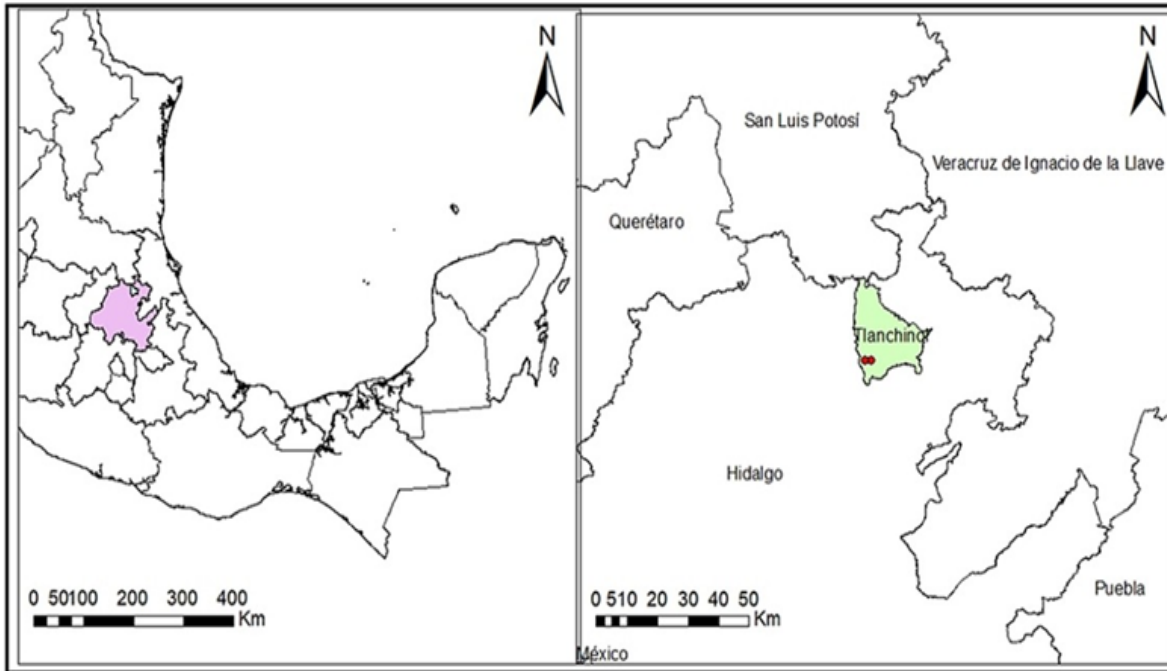 N
0 50100 200 300 400
Km
N
San Luis Potosí
Veracruz de Ignacio de la Llave
Querétaro
Tlanchinol
Hidalgo
Puebla
0 510 20 30 40 50
Km
México